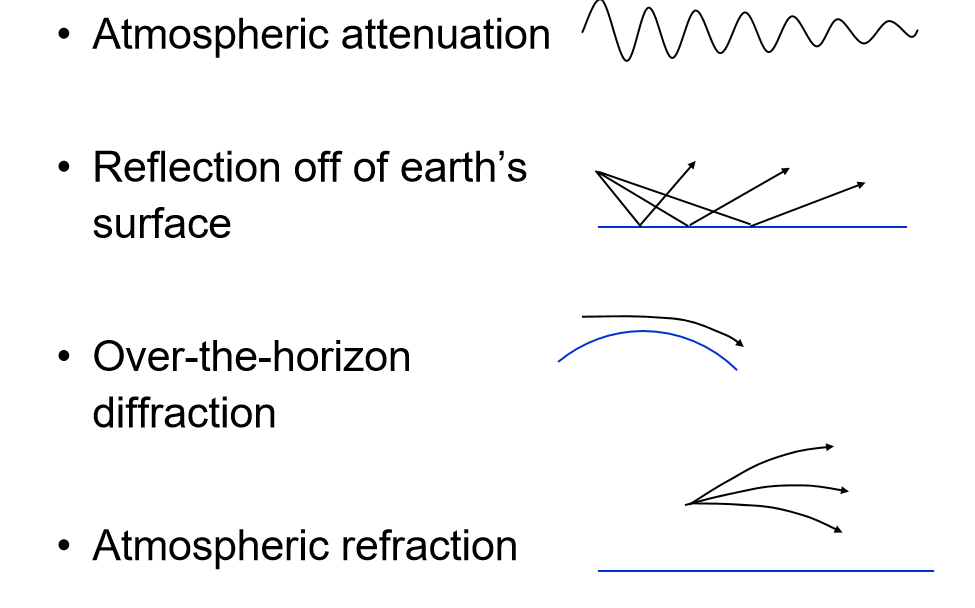 • Atmospheric attenuation
• Reflection off of earth’s
surface
• Over-the-horizon
diffraction
• Atmospheric refraction